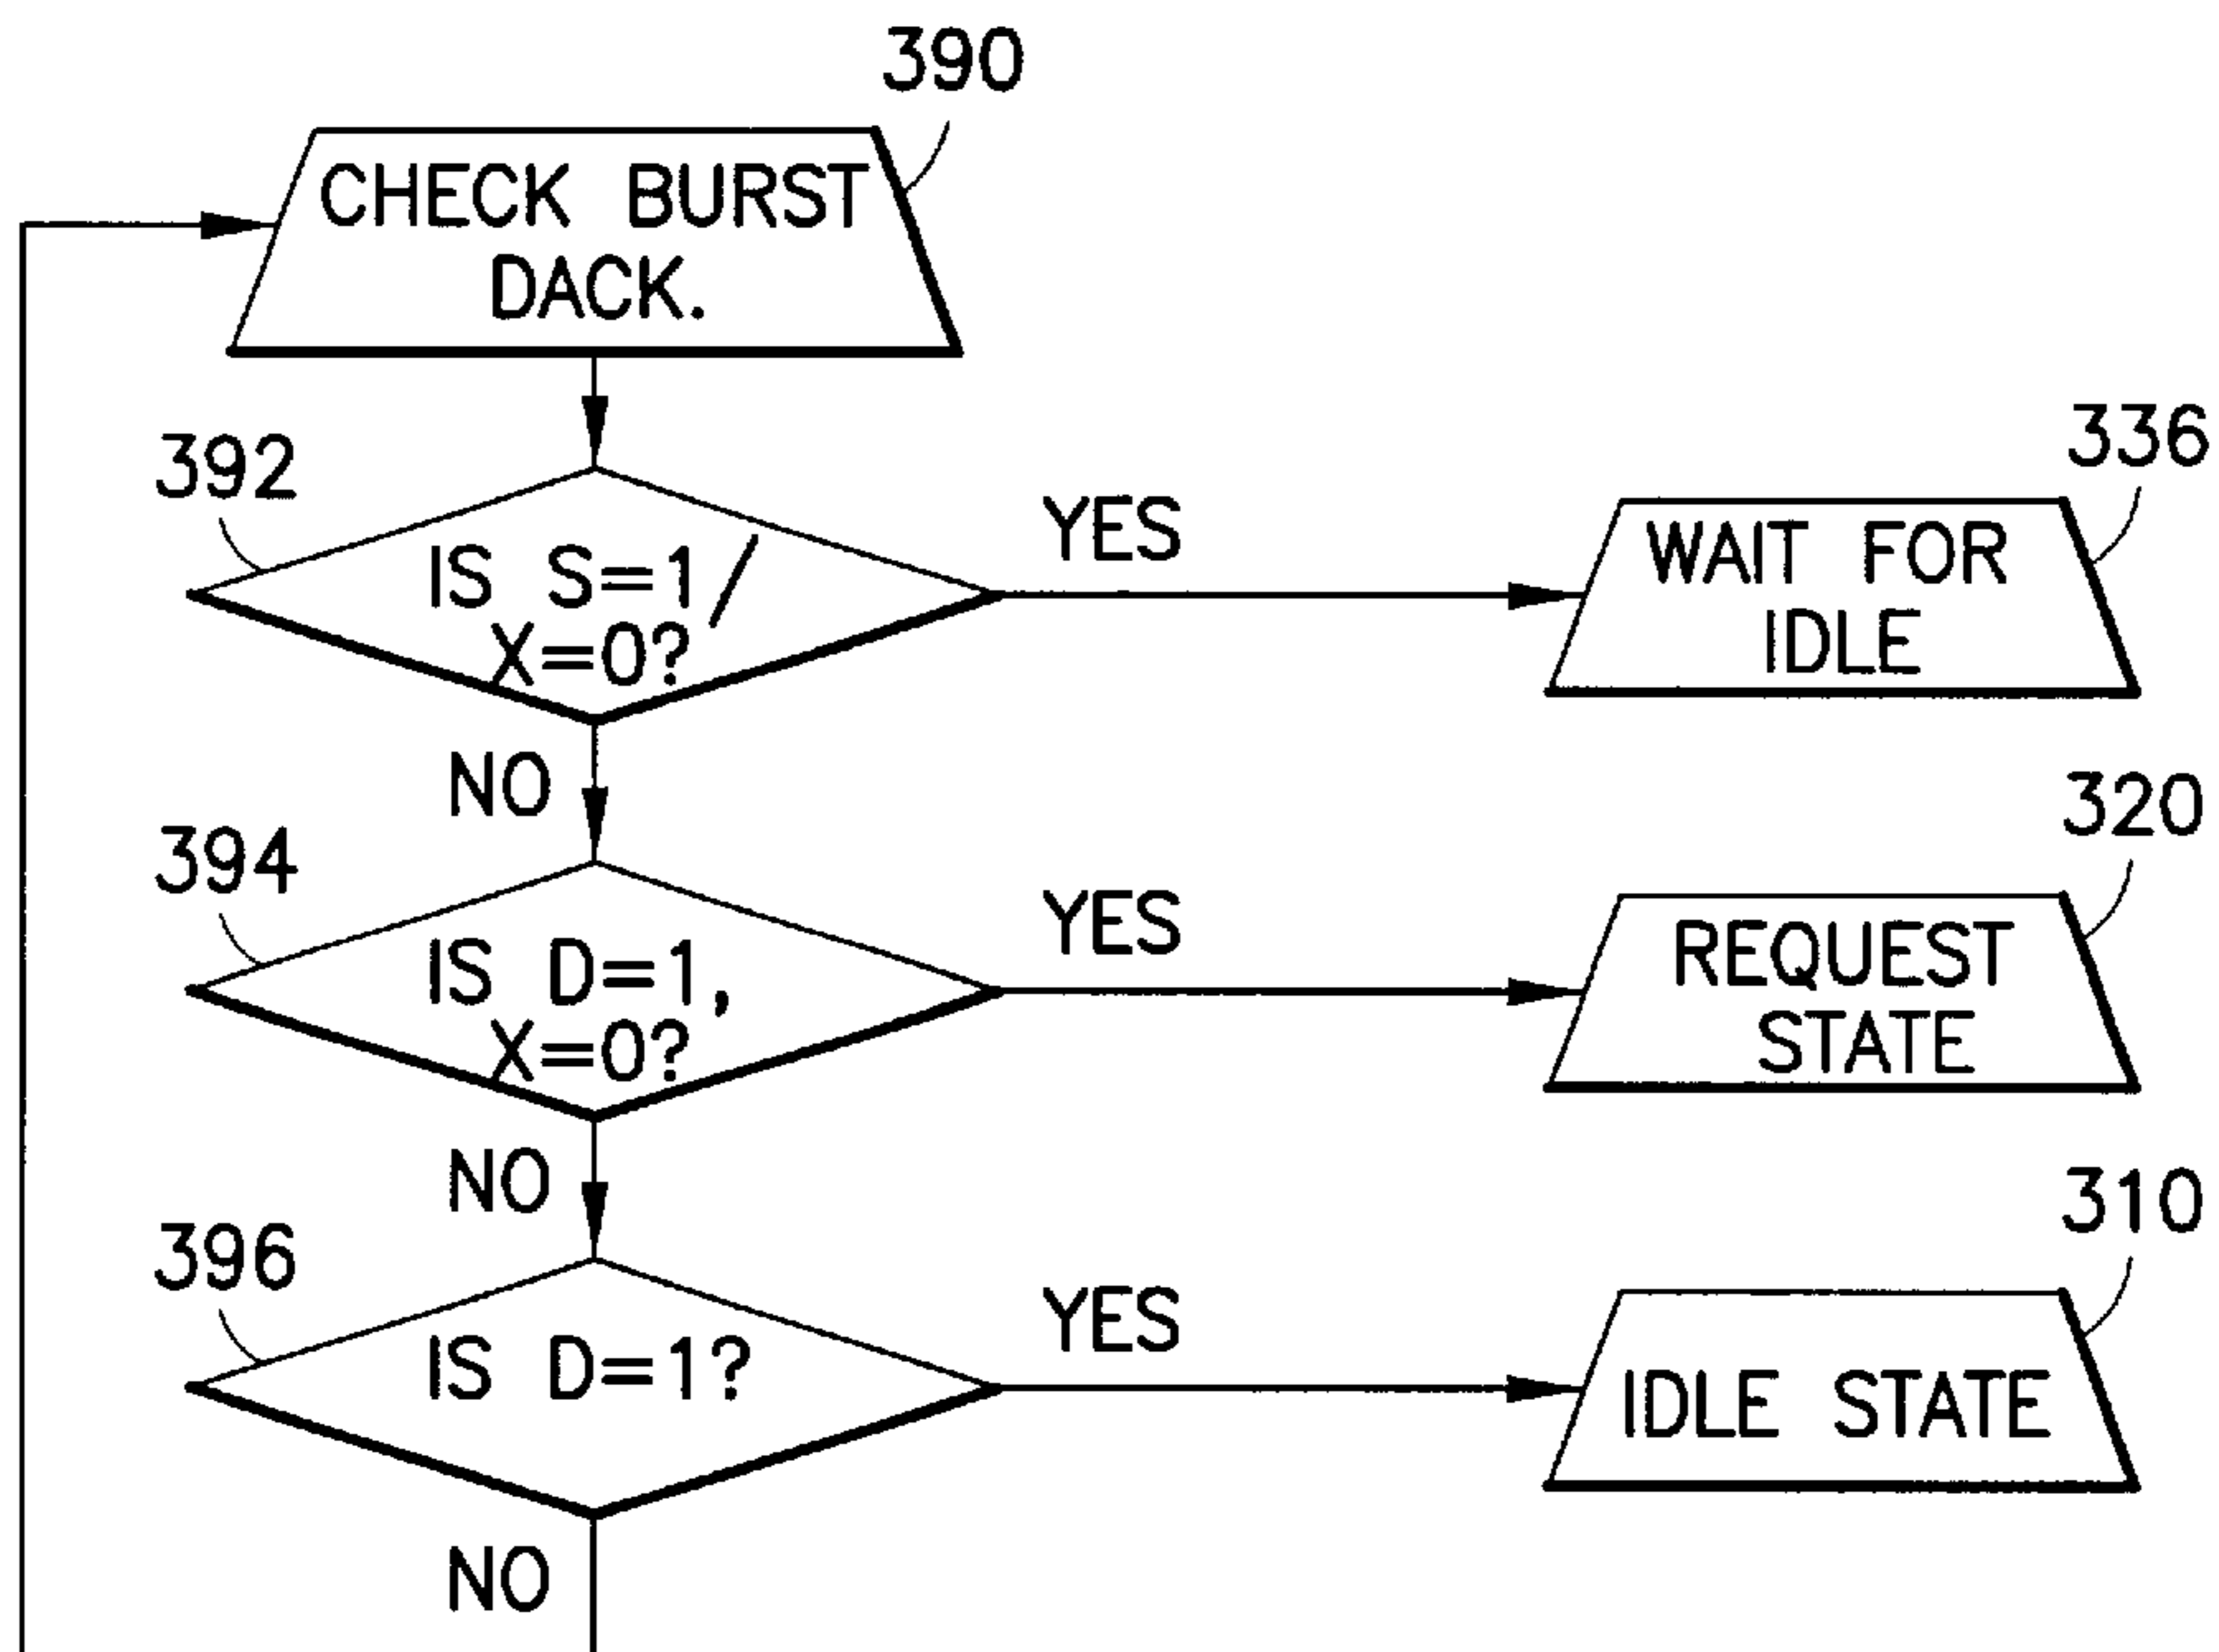 390
CHECK BURST
DACK.
392
IS S=1/
X=0?
YES
336
WAIT FOR
IDLE
NO
394
IS D=1,
X=0?
YES
320
REQUEST
STATE
NO
396
IS D=1?
YES
310
IDLE STATE
NO